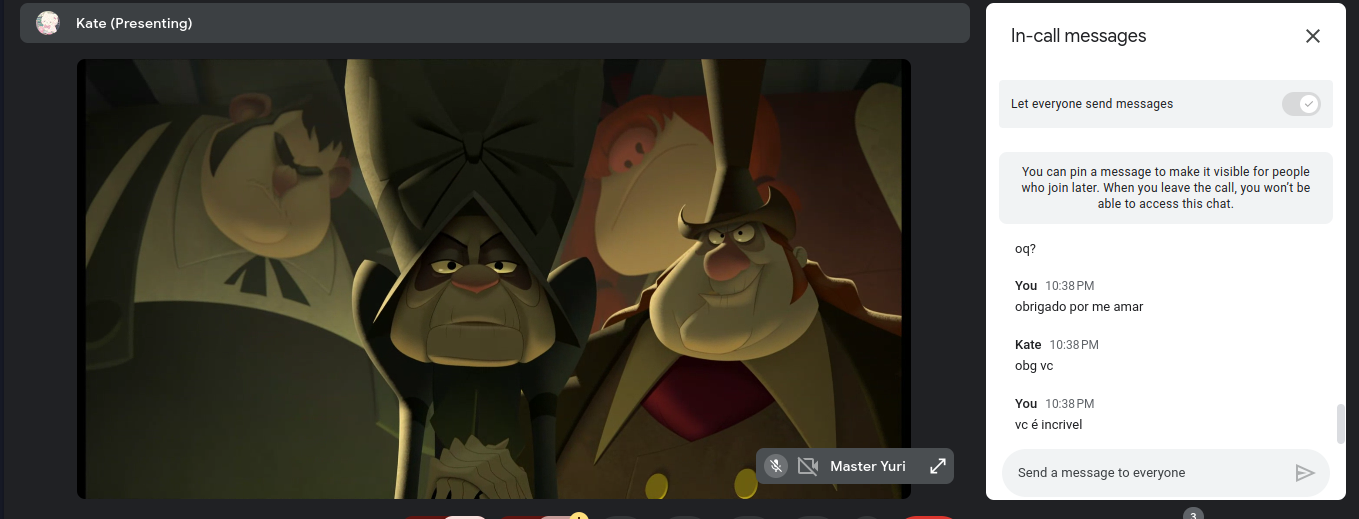 Kate (Presenting)
Master Yuri
In-call messages
Let everyone send messages
You can pin a message to make it visible for people
who join later. When you leave the call, you won't be
able to access this chat.
oq?
You 10:38 PM
obrigado por me amar
Kate 10:38 PM
obg vc
You 10:38 PM
vc é incrivel
Send a message to everyone
3